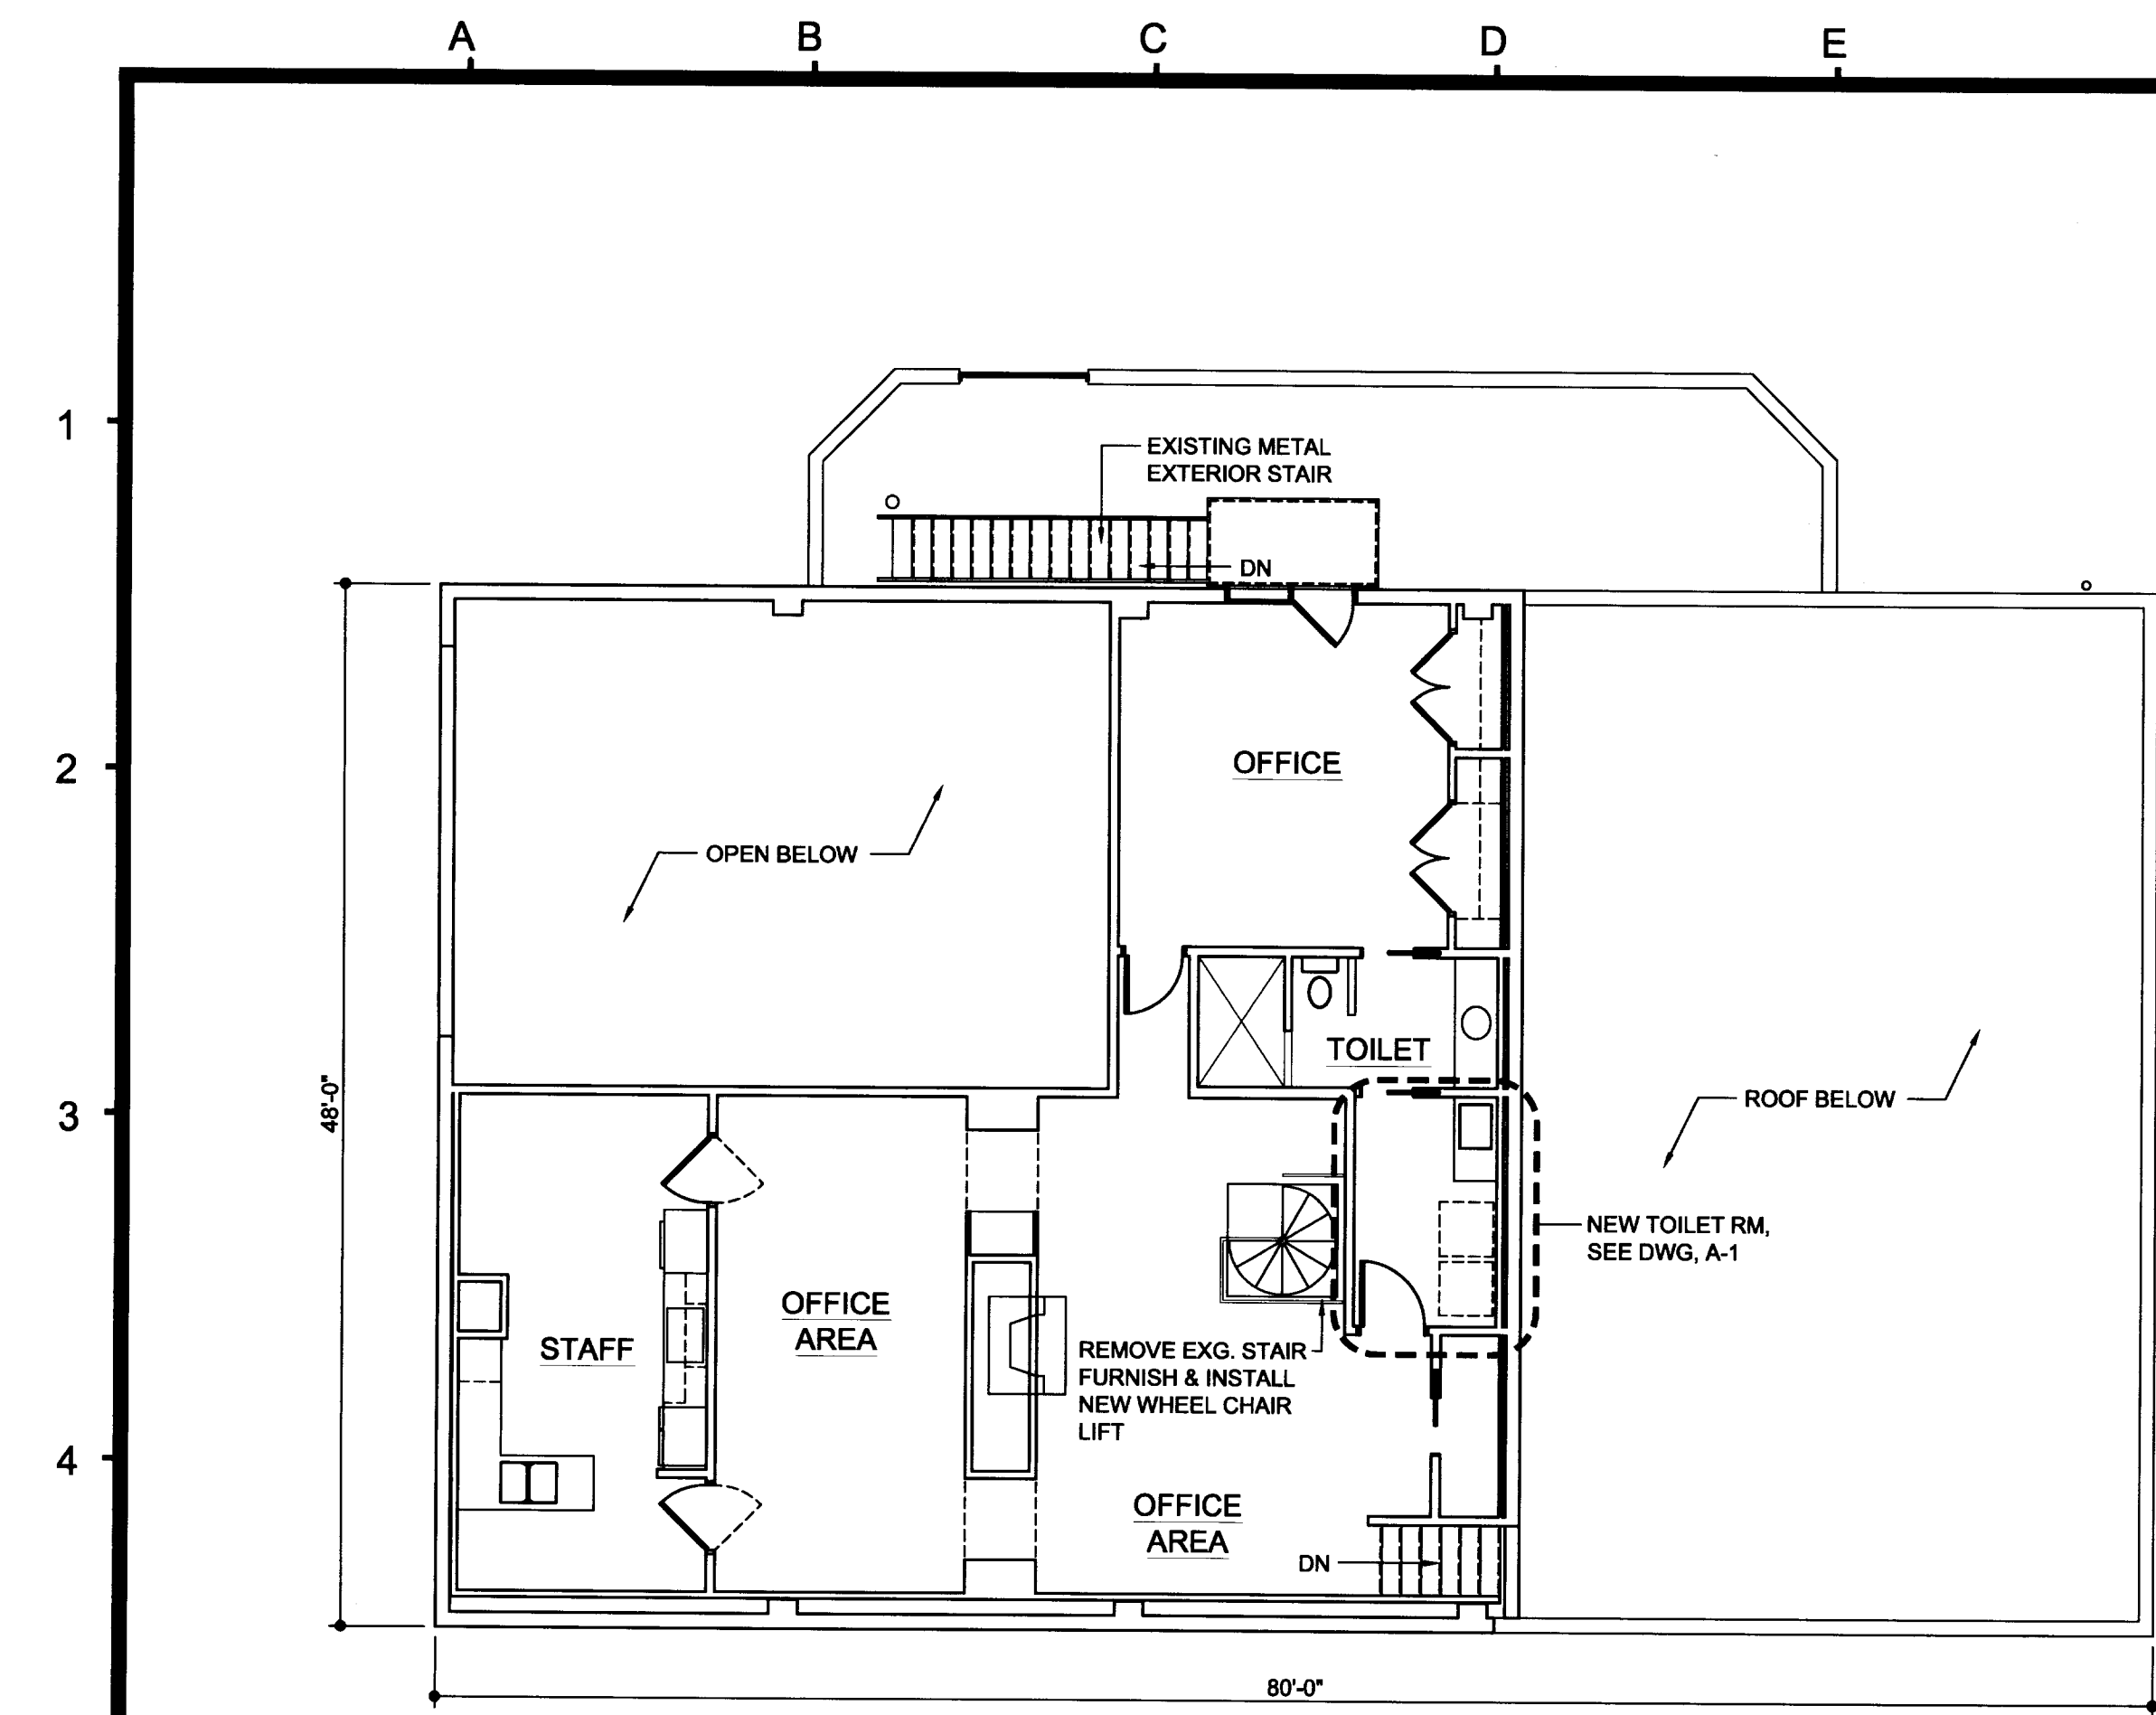 A B C D E
1
EXISTING METAL
EXTERIOR STAIR
DN
2
OFFICE
OPEN BELOW
TOILET
3
48'-0"
ROOF BELOW
NEW TOILET RM,
SEE DWG, A-1
OFFICE
AREA
STAFF
REMOVE EXG. STAIR
FURNISH & INSTALL
NEW WHEEL CHAIR
LIFT
4
OFFICE
AREA
DN
80'-0"